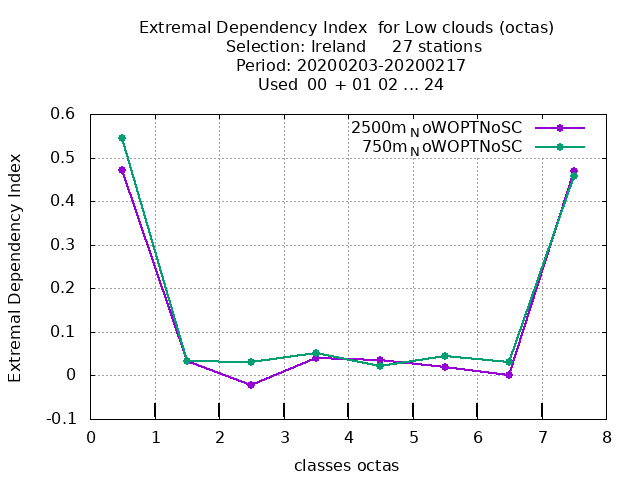 Extremal Dependency Index  for Low clouds (octas)
Selection: Ireland     27 stations
Period: 20200203-20200217
Used  00  + 01 02 ... 24
2500m NoWOPTNoSC
750m NoWOPTNoSC
Extremal Dependency Index
0.6
0.5
0.4
0.3
0.2
0.1
0
-0.1
0 1 2 3 4 5 6 7 8
classes octas